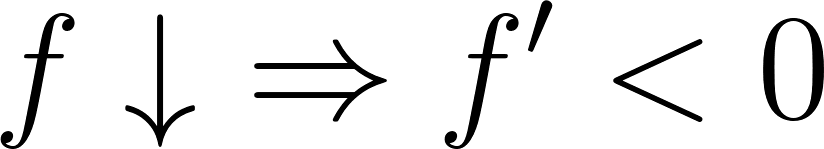 f ↓ ⇒ f′ < 0